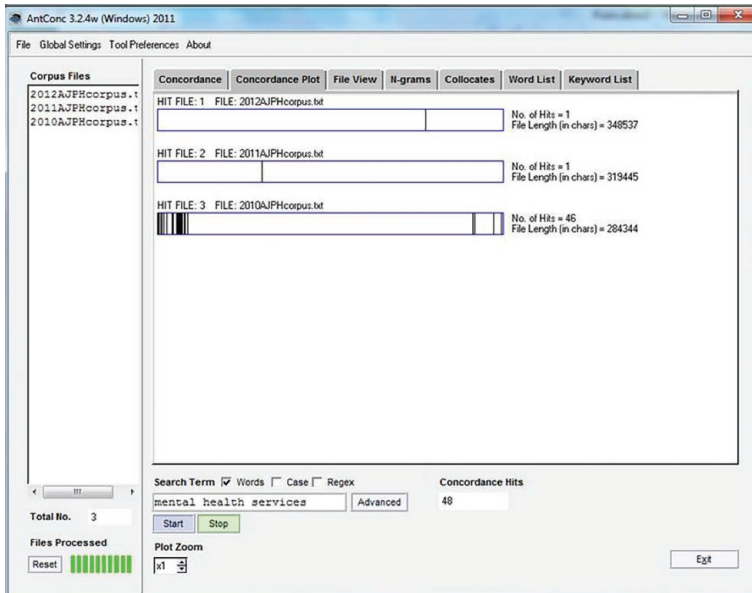 AntConc 3.2.4w (Windows) 2011
File Global Settings Tool Preferences About
Corpus Files
2012AJPHcorpus.t
2011AJPHcorpus.t
2010AJPHcorpus.t
Concordance Concordance Plot File View N-grams Collocates Word List Keyword List
HIT FILE: 1 FILE: 2012AJPHcorpus.txt
No. of Hits = 1
File Length (in chars) = 348537
HIT FILE: 2 FILE: 2011AJPHcorpus.txt
No. of Hits = 1
File Length (in chars) = 319445
HIT FILE: 3 FILE: 2010AJPHcorpus.txt
No. of Hits = 46
File Length (in chars) = 284344
Search Term Words Case Regex
Concordance Hits
mental health services Advanced
48
Total No. 3
Start Stop
Files Processed
Plot Zoom
Reset
x1
Exit